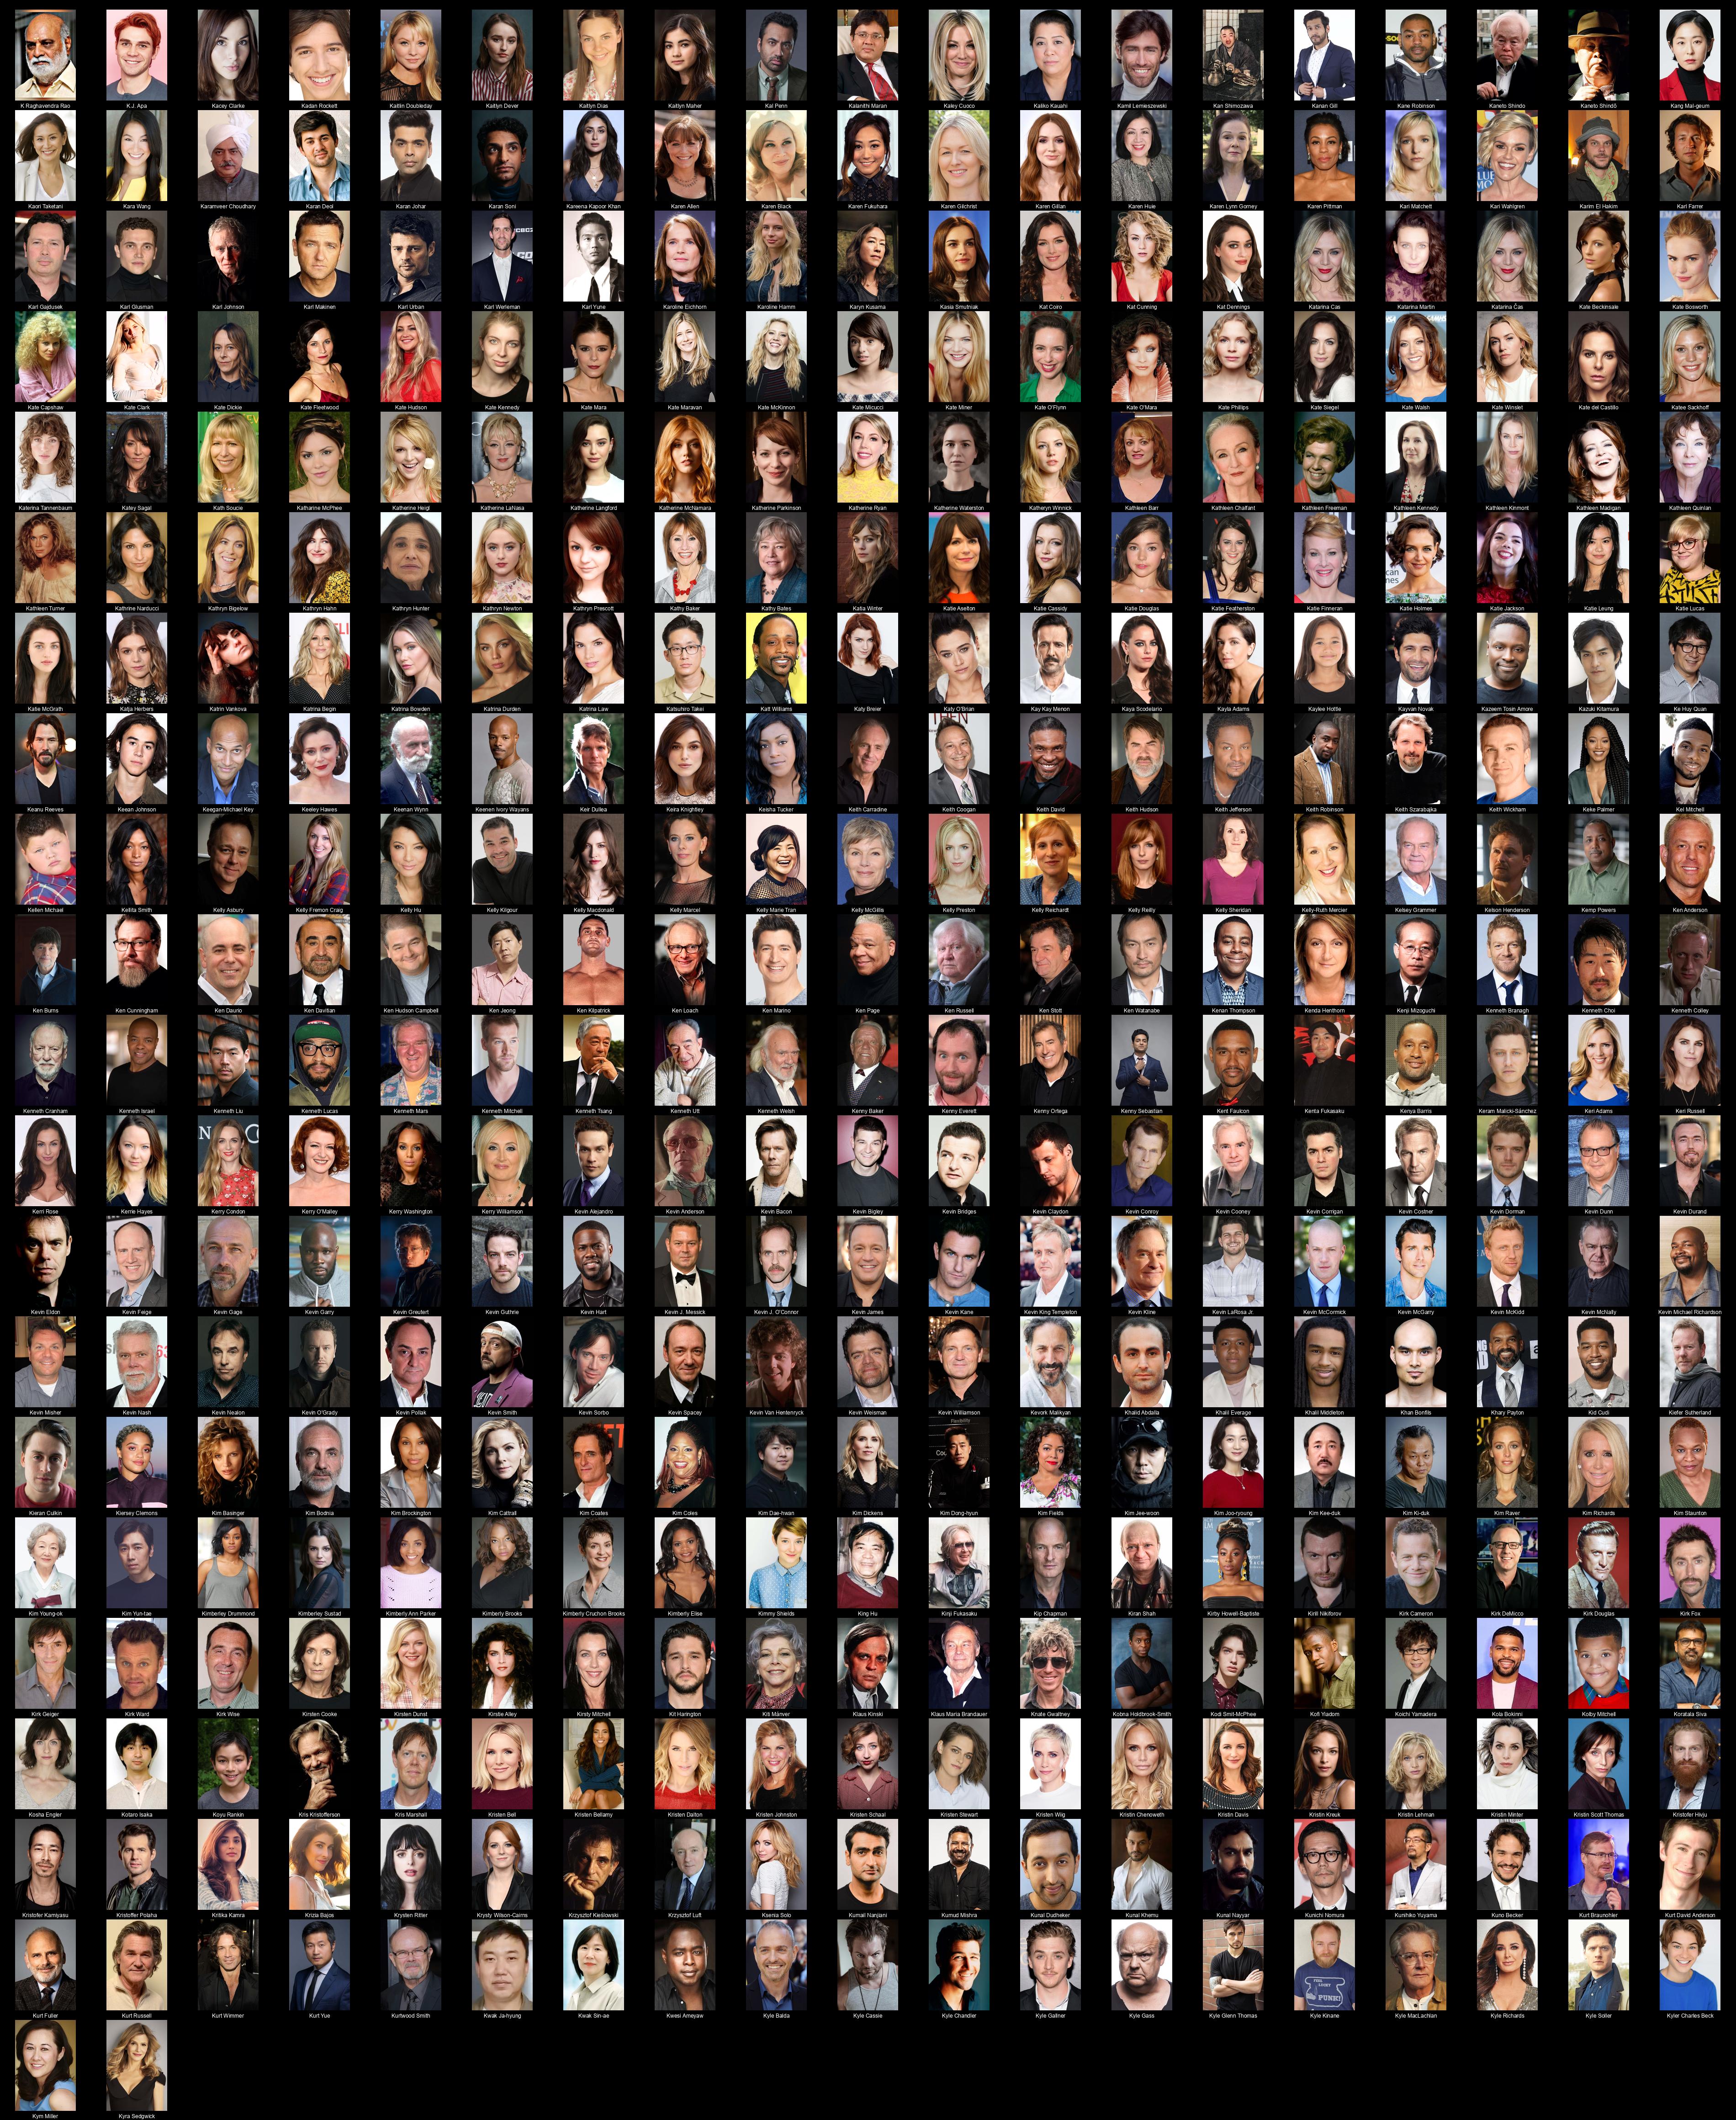 K Raghavendra Rao K.J. Apa Kacey Clarke Kadan Rockett Kaitlin Doubleday Kaitlyn Dever Kaitlyn Dias Kaitlyn Maher Kal Penn Kalanithi Maran Kaley Cuoco Kaliko Kauahi Kamil Lemieszewski Kan Shimozawa Kanan Gill Kane Robinson Kaneto Shindo Kaneto Shindō Kang Mal-geum
Kaori Taketani Kara Wang Karamveer Choudhary Karan Deol Karan Johar Karan Soni Kareena Kapoor Khan Karen Allen Karen Black Karen Fukuhara Karen Gilchrist Karen Gillan Karen Huie Karen Lynn Gorney Karen Pittman Kari Matchett Kari Wahlgren Karim El Hakim Karl Farrer
Karl Gajdusek Karl Glusman Karl Johnson Karl Makinen Karl Urban Karl Werleman Karl Yune Karoline Eichhorn Karoline Hamm Karyn Kusama Kasia Smutniak Kat Coiro Kat Cunning Kat Dennings Katarina Cas Katarina Martin Katarina Čas Kate Beckinsale Kate Bosworth
Kate Capshaw Kate Clark Kate Dickie Kate Fleetwood Kate Hudson Kate Kennedy Kate Mara Kate Maravan Kate McKinnon Kate Micucci Kate Miner Kate O'Flynn Kate O'Mara Kate Phillips Kate Siegel Kate Walsh Kate Winslet Kate del Castillo Katee Sackhoff
Katerina Tannenbaum Katey Sagal Kath Soucie Katharine McPhee Katherine Heigl Katherine LaNasa Katherine Langford Katherine McNamara Katherine Parkinson Katherine Ryan Katherine Waterston Katheryn Winnick Kathleen Barr Kathleen Chalfant Kathleen Freeman Kathleen Kennedy Kathleen Kinmont Kathleen Madigan Kathleen Quinlan
Kathleen Turner Kathrine Narducci Kathryn Bigelow Kathryn Hahn Kathryn Hunter Kathryn Newton Kathryn Prescott Kathy Baker Kathy Bates Katia Winter Katie Aselton Katie Cassidy Katie Douglas Katie Featherston Katie Finneran Katie Holmes Katie Jackson Katie Leung Katie Lucas
Katie McGrath Katja Herbers Katrin Vankova Katrina Begin Katrina Bowden Katrina Durden Katrina Law Katsuhiro Takei Katt Williams Katy Breier Katy O'Brian Kay Kay Menon Kaya Scodelario Kayla Adams Kaylee Hottle Kayvan Novak Kazeem Tosin Amore Kazuki Kitamura Ke Huy Quan
Keanu Reeves Keean Johnson Keegan-Michael Key Keeley Hawes Keenan Wynn Keenen Ivory Wayans Keir Dullea Keira Knightley Keisha Tucker Keith Carradine Keith Coogan Keith David Keith Hudson Keith Jefferson Keith Robinson Keith Szarabajka Keith Wickham Keke Palmer Kel Mitchell
Kellen Michael Kellita Smith Kelly Asbury Kelly Fremon Craig Kelly Hu Kelly Kilgour Kelly Macdonald Kelly Marcel Kelly Marie Tran Kelly McGillis Kelly Preston Kelly Reichardt Kelly Reilly Kelly Sheridan Kelly-Ruth Mercier Kelsey Grammer Kelson Henderson Kemp Powers Ken Anderson
Ken Burns Ken Cunningham Ken Daurio Ken Davitian Ken Hudson Campbell Ken Jeong Ken Kilpatrick Ken Loach Ken Marino Ken Page Ken Russell Ken Stott Ken Watanabe Kenan Thompson Kenda Henthorn Kenji Mizoguchi Kenneth Branagh Kenneth Choi Kenneth Colley
Kenneth Cranham Kenneth Israel Kenneth Liu Kenneth Lucas Kenneth Mars Kenneth Mitchell Kenneth Tsang Kenneth Utt Kenneth Welsh Kenny Baker Kenny Everett Kenny Ortega Kenny Sebastian Kent Faulcon Kenta Fukasaku Kenya Barris Keram Malicki-Sánchez Keri Adams Keri Russell
Kerri Rose Kerrie Hayes Kerry Condon Kerry O'Malley Kerry Washington Kerry Williamson Kevin Alejandro Kevin Anderson Kevin Bacon Kevin Bigley Kevin Bridges Kevin Claydon Kevin Conroy Kevin Cooney Kevin Corrigan Kevin Costner Kevin Dorman Kevin Dunn Kevin Durand
Kevin Eldon Kevin Feige Kevin Gage Kevin Garry Kevin Greutert Kevin Guthrie Kevin Hart Kevin J. Messick Kevin J. O'Connor Kevin James Kevin Kane Kevin King Templeton Kevin Kline Kevin LaRosa Jr. Kevin McCormick Kevin McGarry Kevin McKidd Kevin McNally Kevin Michael Richardson
Kevin Misher Kevin Nash Kevin Nealon Kevin O'Grady Kevin Pollak Kevin Smith Kevin Sorbo Kevin Spacey Kevin Van Hentenryck Kevin Weisman Kevin Williamson Kevork Malikyan Khalid Abdalla Khalil Everage Khalil Middleton Khan Bonfils Khary Payton Kid Cudi Kiefer Sutherland
Kieran Culkin Kiersey Clemons Kim Basinger Kim Bodnia Kim Brockington Kim Cattrall Kim Coates Kim Coles Kim Dae-hwan Kim Dickens Kim Dong-hyun Kim Fields Kim Jee-woon Kim Joo-ryoung Kim Kee-duk Kim Ki-duk Kim Raver Kim Richards Kim Staunton
Kim Young-ok Kim Yun-tae Kimberley Drummond Kimberley Sustad Kimberly Ann Parker Kimberly Brooks Kimberly Cruchon Brooks Kimberly Elise Kimmy Shields King Hu Kinji Fukasaku Kip Chapman Kiran Shah Kirby Howell-Baptiste Kirill Nikiforov Kirk Cameron Kirk DeMicco Kirk Douglas Kirk Fox
Kirk Geiger Kirk Ward Kirk Wise Kirsten Cooke Kirsten Dunst Kirstie Alley Kirsty Mitchell Kit Harington Kiti Mánver Klaus Kinski Klaus Maria Brandauer Knate Gwaltney Kobna Holdbrook-Smith Kodi Smit-McPhee Kofi Yiadom Koichi Yamadera Kola Bokinni Kolby Mitchell Koratala Siva
Kosha Engler Kotaro Isaka Koyu Rankin Kris Kristofferson Kris Marshall Kristen Bell Kristen Bellamy Kristen Dalton Kristen Johnston Kristen Schaal Kristen Stewart Kristen Wiig Kristin Chenoweth Kristin Davis Kristin Kreuk Kristin Lehman Kristin Minter Kristin Scott Thomas Kristofer Hivju
Kristofer Kamiyasu Kristoffer Polaha Kritika Kamra Krizia Bajos Krysten Ritter Krysty Wilson-Cairns Krzysztof Kieślowski Krzysztof Luft Ksenia Solo Kumail Nanjiani Kumud Mishra Kunal Dudheker Kunal Khemu Kunal Nayyar Kunichi Nomura Kunihiko Yuyama Kuno Becker Kurt Braunohler Kurt David Anderson
Kurt Fuller Kurt Russell Kurt Wimmer Kurt Yue Kurtwood Smith Kwak Ja-hyung Kwak Sin-ae Kwesi Ameyaw Kyle Balda Kyle Cassie Kyle Chandler Kyle Gallner Kyle Gass Kyle Glenn Thomas Kyle Kinane Kyle MacLachlan Kyle Richards Kyle Soller Kyler Charles Beck
Kym Miller Kyra Sedgwick